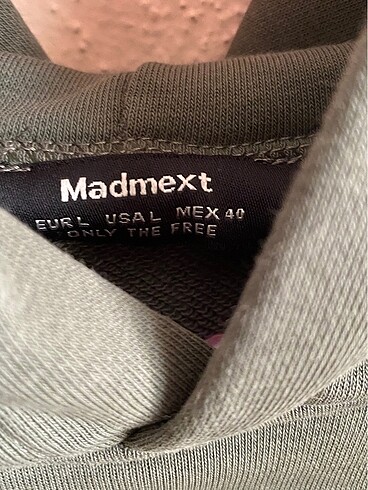 Madmext
EUR L USA L MEX 40
ONLY THE FREE